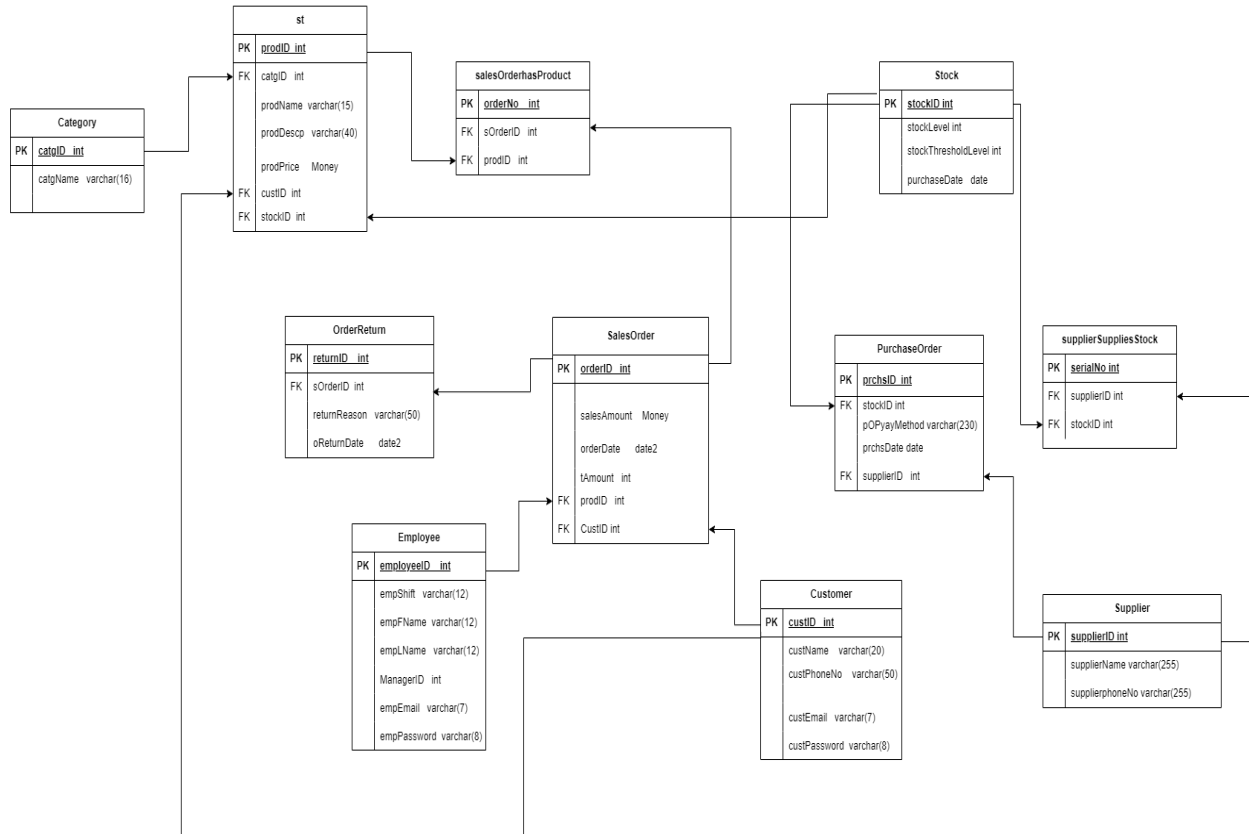 st
PK prodID int
FK catgID int
prodName varchar(15)
prodDescp varchar(40)
prodPrice Money
FK custID int
FK stockID int
salesOrderhasProduct
PK orderNo int
FK sOrderID int
FK prodID int
Stock
PK stockID int
stockLevel int
stockThresholdLevel int
purchaseDate date
Category
PK catgID int
catgName varchar(16)
OrderReturn
PK returnID int
FK sOrderID int
returnReason varchar(50)
oReturnDate date2
SalesOrder
PK orderID int
salesAmount Money
orderDate date2
tAmount int
FK prodID int
FK CustID int
PurchaseOrder
PK prchsID int
FK stockID int
pOPyayMethod varchar(230)
prchsDate date
FK supplierID int
supplierSuppliesStock
PK serialNo int
FK supplierID int
FK stockID int
Employee
PK employeeID int
empShift varchar(12)
empFName varchar(12)
empLName varchar(12)
ManagerID int
empEmail varchar(7)
empPassword varchar(8)
Customer
PK custID int
custName varchar(20)
custPhoneNo varchar(50)
custEmail varchar(7)
custPassword varchar(8)
Supplier
PK supplierID int
supplierName varchar(255)
supplierphoneNo varchar(255)